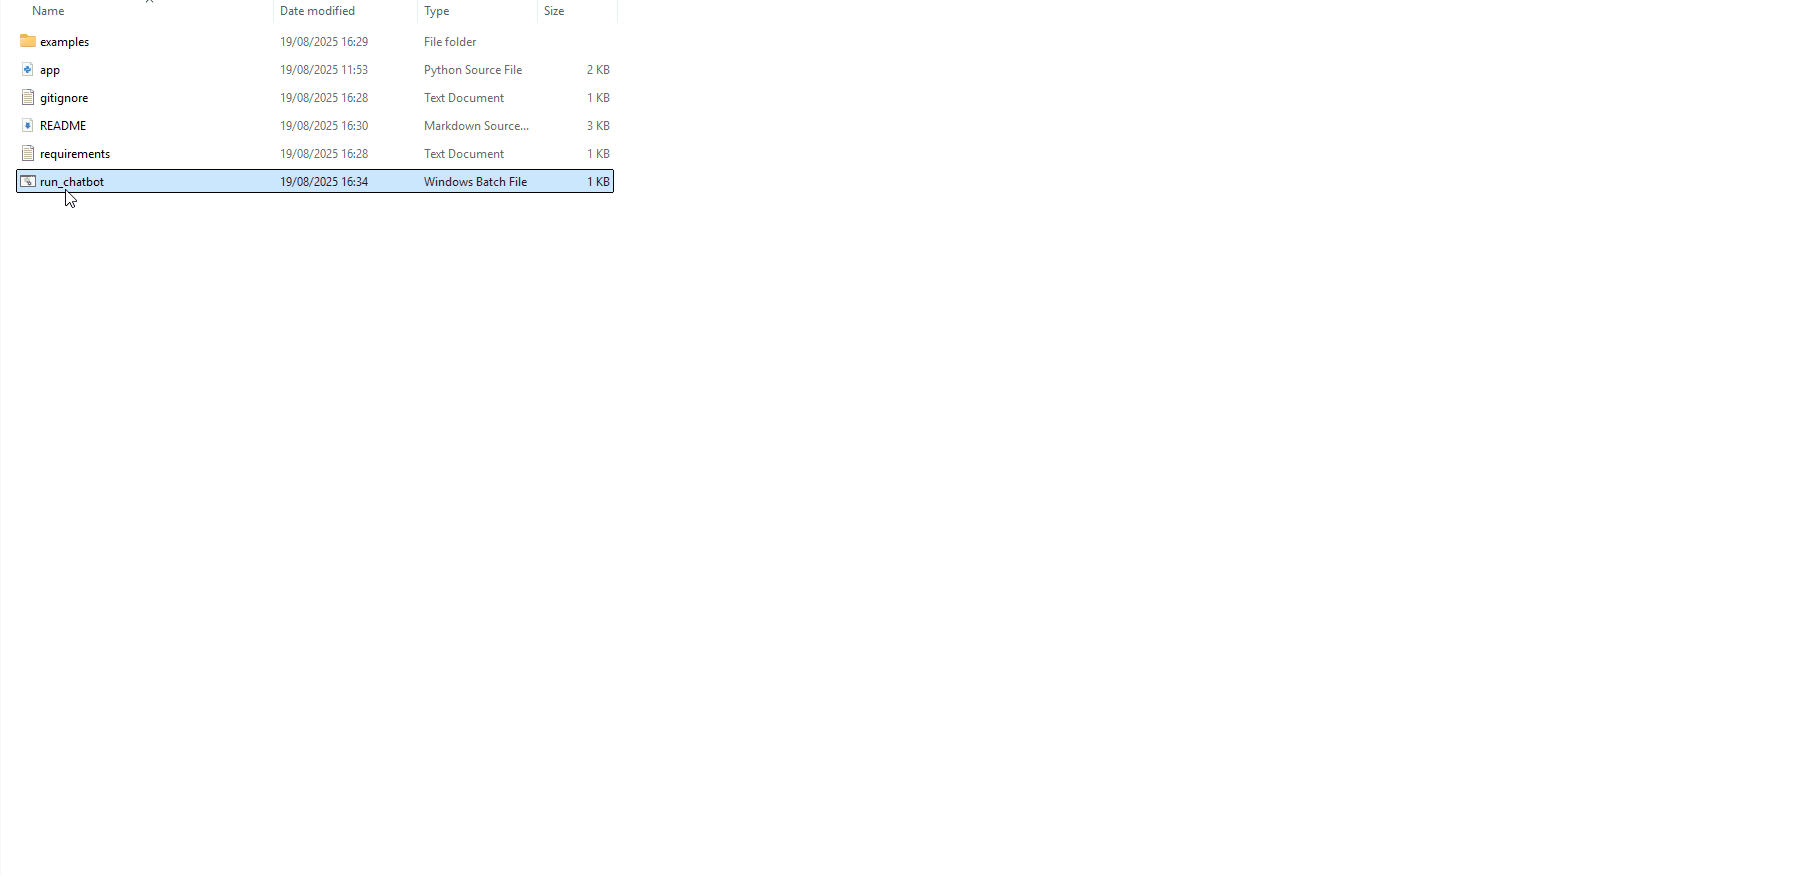 Name Date modified Type Size
examples 19/08/2025 16:29 File folder
app 19/08/2025 11:53 Python Source File 2 KB
gitignore 19/08/2025 16:28 Text Document 1 KB
README 19/08/2025 16:30 Markdown Source... 3 KB
requirements 19/08/2025 16:28 Text Document 1 KB
run_chatbot 19/08/2025 16:34 Windows Batch File 1 KB